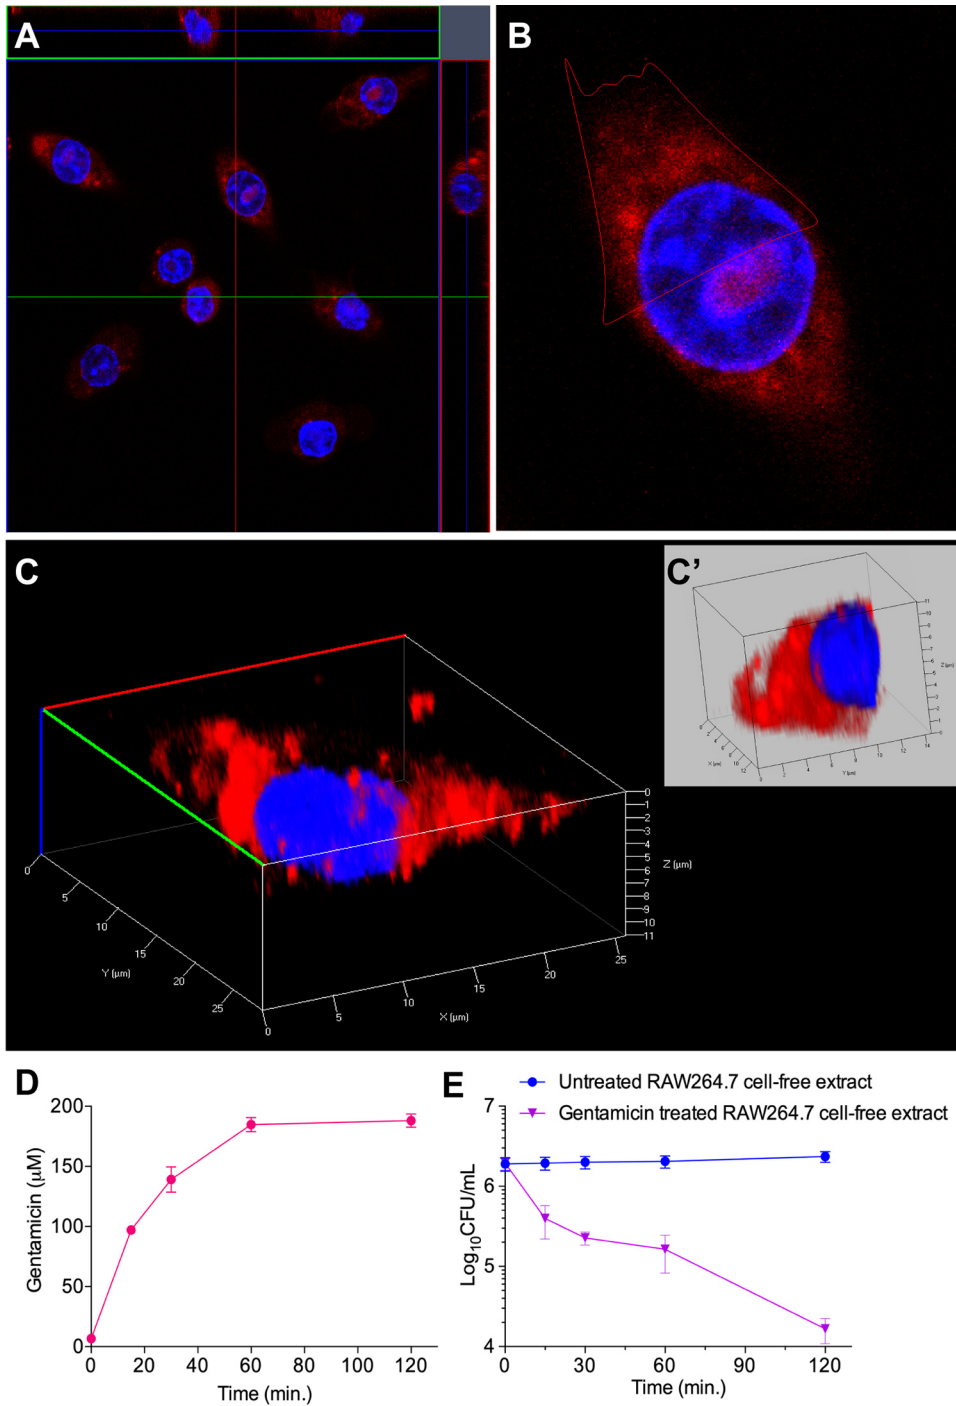 A
B
C
C'
0
5
10
15
20
25
Y (µm)
0
5
10
15
20
25
X (µm)
0
1
2
3
4
5
6
7
8
9
10
11
Z (µm)
D
200
150
100
50
0
Gentamicin (µM)
0 20 40 60 80 100 120
Time (min.)
E
Untreated RAW264.7 cell-free extract
Gentamicin treated RAW264.7 cell-free extract
7
6
5
4
Log10CFU/mL
0 30 60 90 120
Time (min.)